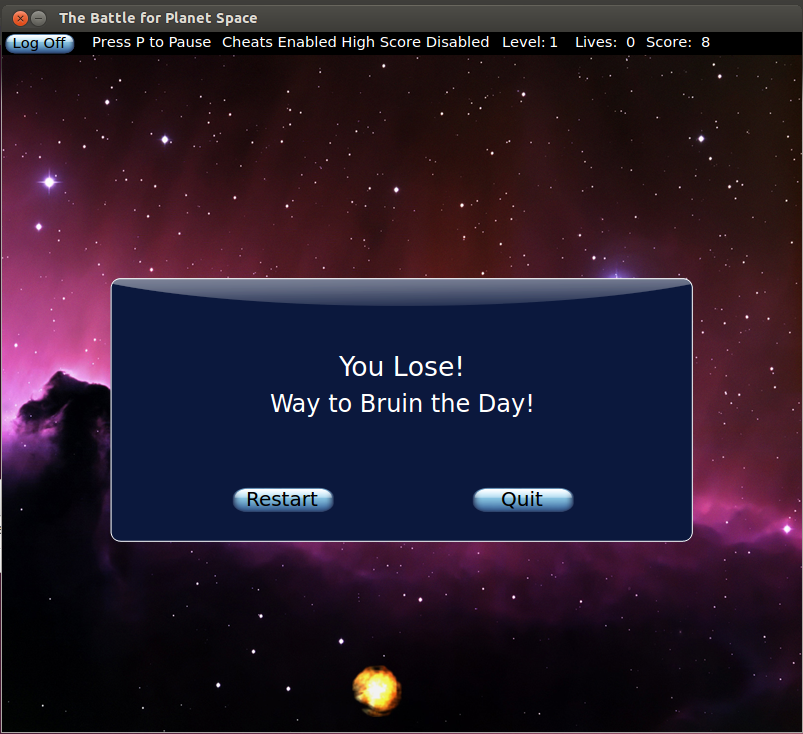 The Battle for Planet Space
Log Off Press P to Pause Cheats Enabled High Score Disabled Level: 1 Lives: 0 Score: 8
You Lose!
Way to Bruin the Day!
Restart Quit